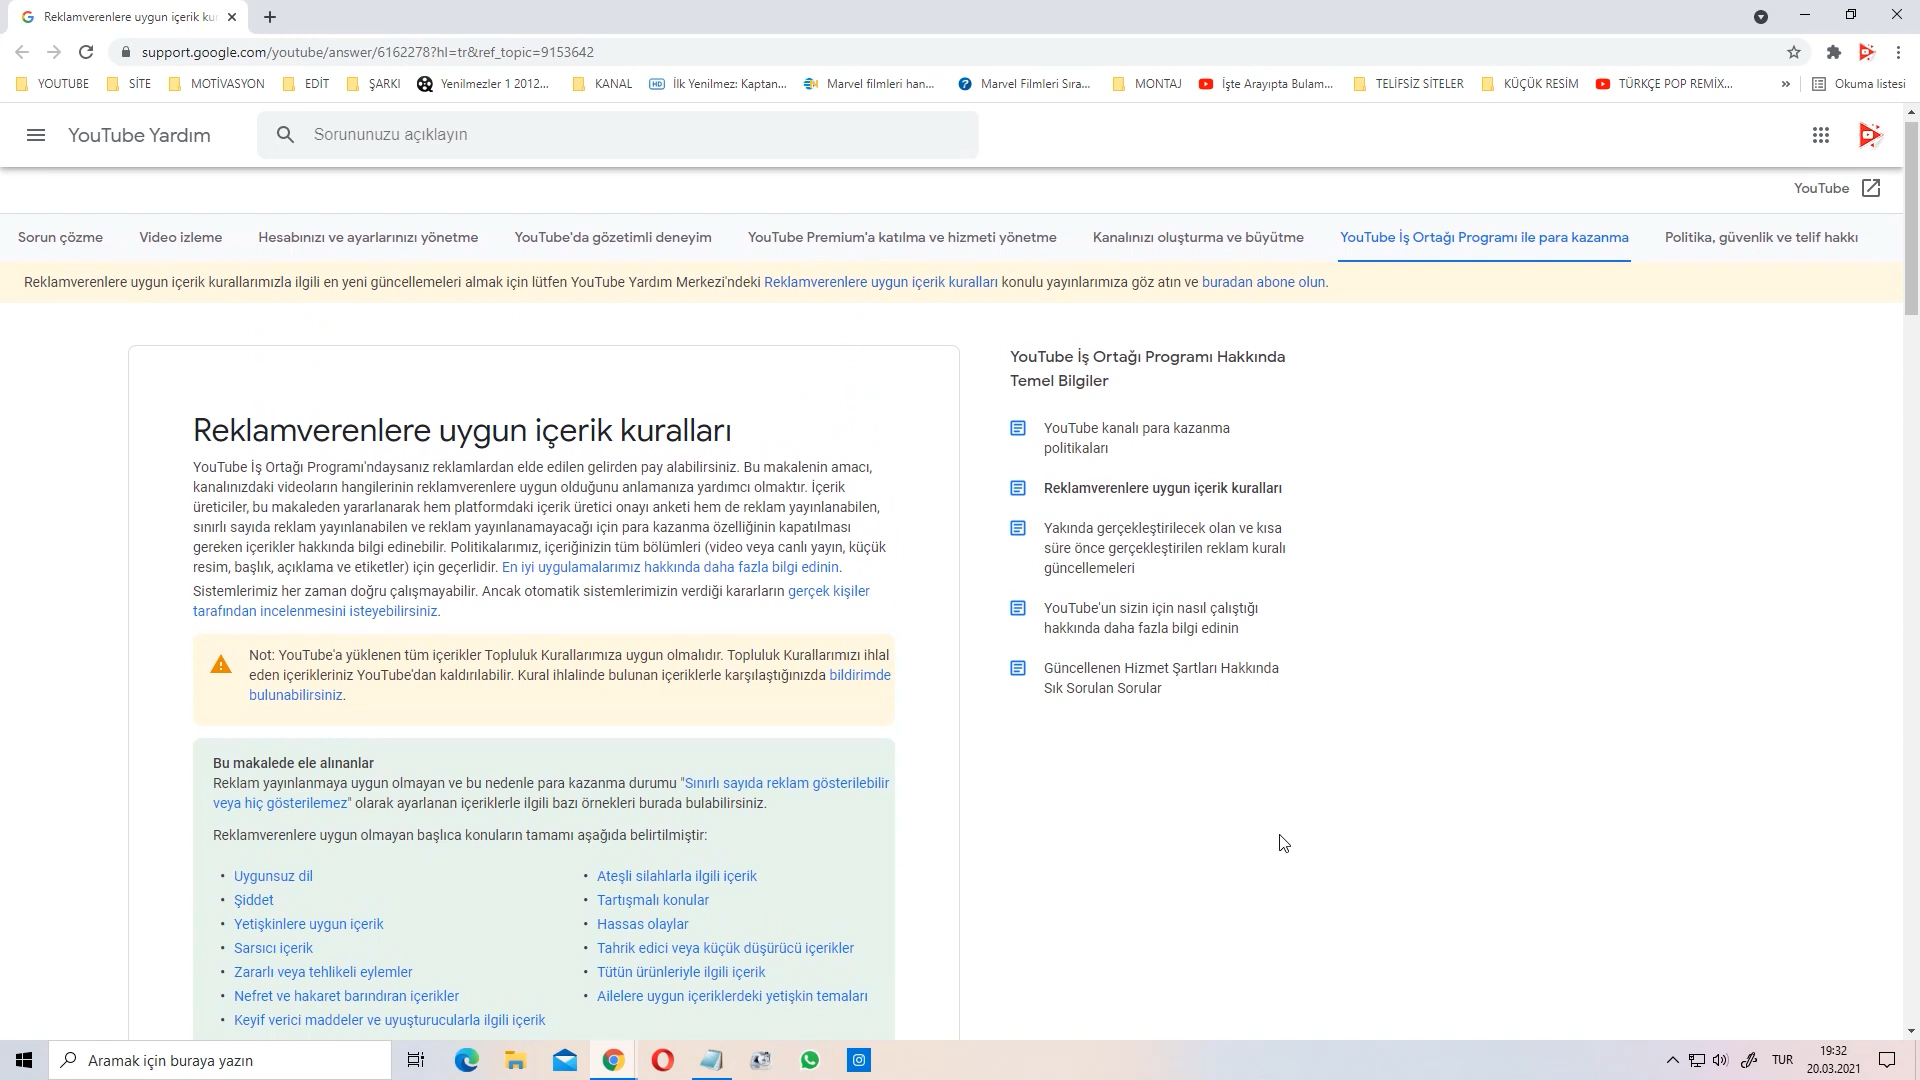 Reklamverenlere uygun içerik ku
support.google.com/youtube/answer/6162278?hl=tr&ref_topic=9153642
YOUTUBE
SİTE
MOTİVASYON
EDİT
ŞARKI
Yenilmezler 1 2012...
KANAL
İlk Yenilmez: Kaptan...
Marvel filmleri han...
Marvel Filmleri Sıra...
MONTAJ
İşte Arayıpta Bulam...
TELİFSİZ SİTELER
KÜÇÜK RESİM
TÜRKÇE POP REMİX...
»
Okuma listesi
YouTube Yardım
Sorununuzu açıklayın
YouTube
Sorun çözme
Video izleme
Hesabınızı ve ayarlarınızı yönetme
YouTube'da gözetimli deneyim
YouTube Premium'a katılma ve hizmeti yönetme
Kanalınızı oluşturma ve büyütme
YouTube İş Ortağı Programı ile para kazanma
Politika, güvenlik ve telif hakkı
Reklamverenlere uygun içerik kurallarımızla ilgili en yeni güncellemeleri almak için lütfen YouTube Yardım Merkezi'ndeki Reklamverenlere uygun içerik kuralları konulu yayınlarımıza göz atın ve buradan abone olun.
Reklamverenlere uygun içerik kuralları
YouTube İş Ortağı Programı'ndaysanız reklamlardan elde edilen gelirden pay alabilirsiniz. Bu makalenin amacı,
kanalınızdaki videoların hangilerinin reklamverenlere uygun olduğunu anlamanıza yardımcı olmaktır. İçerik
üreticiler, bu makaleden yararlanarak hem platformdaki içerik üretici onayı anketi hem de reklam yayınlanabilen,
sınırlı sayıda reklam yayınlanabilen ve reklam yayınlanamayacağı için para kazanma özelliğinin kapatılması
gereken içerikler hakkında bilgi edinebilir. Politikalarımız, içeriğinizin tüm bölümleri (video veya canlı yayın, küçük
resim, başlık, açıklama ve etiketler) için geçerlidir. En iyi uygulamalarımız hakkında daha fazla bilgi edinin.
Sistemlerimiz her zaman doğru çalışmayabilir. Ancak otomatik sistemlerimizin verdiği kararların gerçek kişiler
tarafından incelenmesini isteyebilirsiniz.
Not: YouTube'a yüklenen tüm içerikler Topluluk Kurallarımıza uygun olmalıdır. Topluluk Kurallarımızı ihlal
eden içerikleriniz YouTube'dan kaldırılabilir. Kural ihlalinde bulunan içeriklerle karşılaştığınızda bildirimde
bulunabilirsiniz.
Bu makalede ele alınanlar
Reklam yayınlanmaya uygun olmayan ve bu nedenle para kazanma durumu "Sınırlı sayıda reklam gösterilebilir
veya hiç gösterilemez" olarak ayarlanan içeriklerle ilgili bazı örnekleri burada bulabilirsiniz.
Reklamverenlere uygun olmayan başlıca konuların tamamı aşağıda belirtilmiştir:
• Uygunsuz dil
• Şiddet
• Yetişkinlere uygun içerik
• Sarsıcı içerik
• Zararlı veya tehlikeli eylemler
• Nefret ve hakaret barındıran içerikler
• Keyif verici maddeler ve uyuşturucularla ilgili içerik
• Ateşli silahlarla ilgili içerik
• Tartışmalı konular
• Hassas olaylar
• Tahrik edici veya küçük düşürücü içerikler
• Tütün ürünleriyle ilgili içerik
• Ailelere uygun içeriklerdeki yetişkin temaları
YouTube İş Ortağı Programı Hakkında
Temel Bilgiler
YouTube kanalı para kazanma
politikaları
Reklamverenlere uygun içerik kuralları
Yakında gerçekleştirilecek olan ve kısa
süre önce gerçekleştirilen reklam kuralı
güncellemeleri
YouTube'un sizin için nasıl çalıştığı
hakkında daha fazla bilgi edinin
Güncellenen Hizmet Şartları Hakkında
Sık Sorulan Sorular
Aramak için buraya yazın
TUR
19:32
20.03.2021